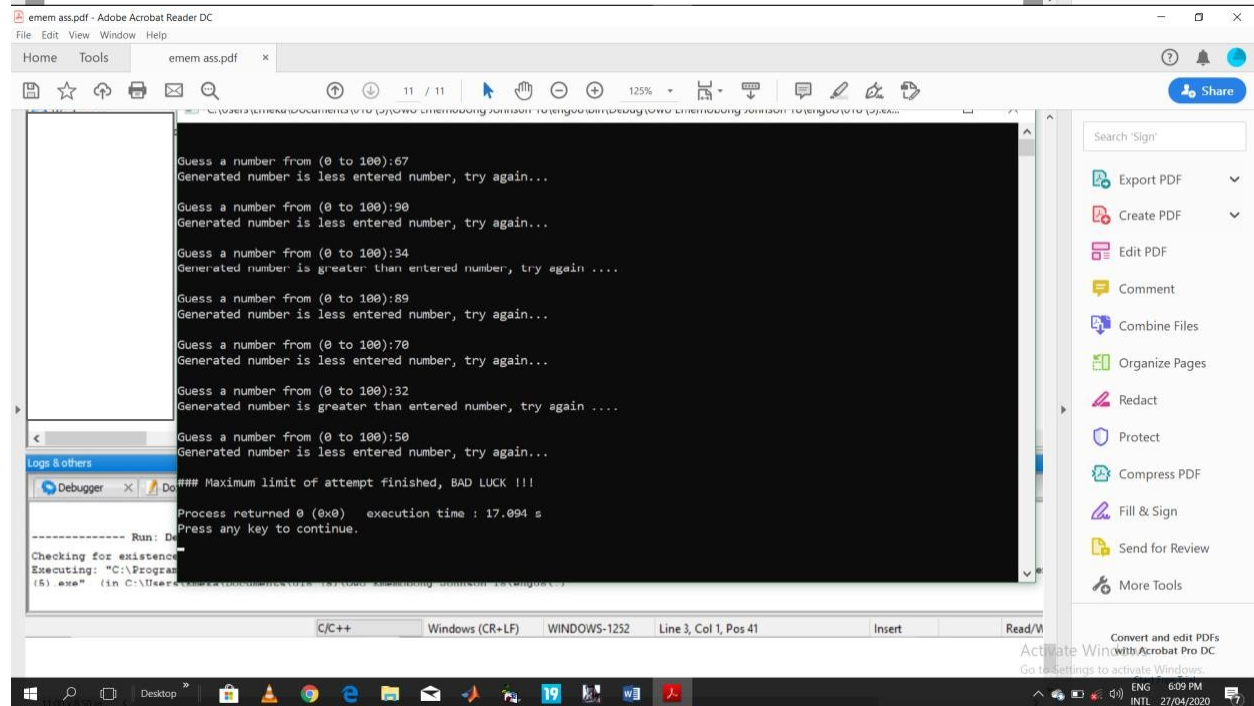 emem ass.pdf - Adobe Acrobat Reader DC
File Edit View Window Help
Home Tools emem ass.pdf ×
11 / 11 125% Share
Search 'Sign'
Guess a number from (0 to 100):67
Generated number is less entered number, try again...
Guess a number from (0 to 100):90
Generated number is less entered number, try again...
Guess a number from (0 to 100):34
Generated number is greater than entered number, try again ....
Guess a number from (0 to 100):89
Generated number is less entered number, try again...
Guess a number from (0 to 100):70
Generated number is less entered number, try again...
Guess a number from (0 to 100):32
Generated number is greater than entered number, try again ....
Guess a number from (0 to 100):50
Generated number is less entered number, try again...
### Maximum limit of attempt finished, BAD LUCK !!!
Process returned 0 (0x0) execution time : 17.094 s
Press any key to continue.
Logs & others
Debugger Do
-------------- Run: De
Checking for existence
Executing: "C:\Program
(5).exe" (in C:\Users
C/C++ Windows (CR+LF) WINDOWS-1252 Line 3, Col 1, Pos 41 Insert Read/W
Export PDF
Create PDF
Edit PDF
Comment
Combine Files
Organize Pages
Redact
Protect
Compress PDF
Fill & Sign
Send for Review
More Tools
Convert and edit PDFs
with Acrobat Pro DC
Activate Windows
Go to Settings to activate Windows.
Desktop 19 ENG 6:09 PM
INTL 27/04/2020 7